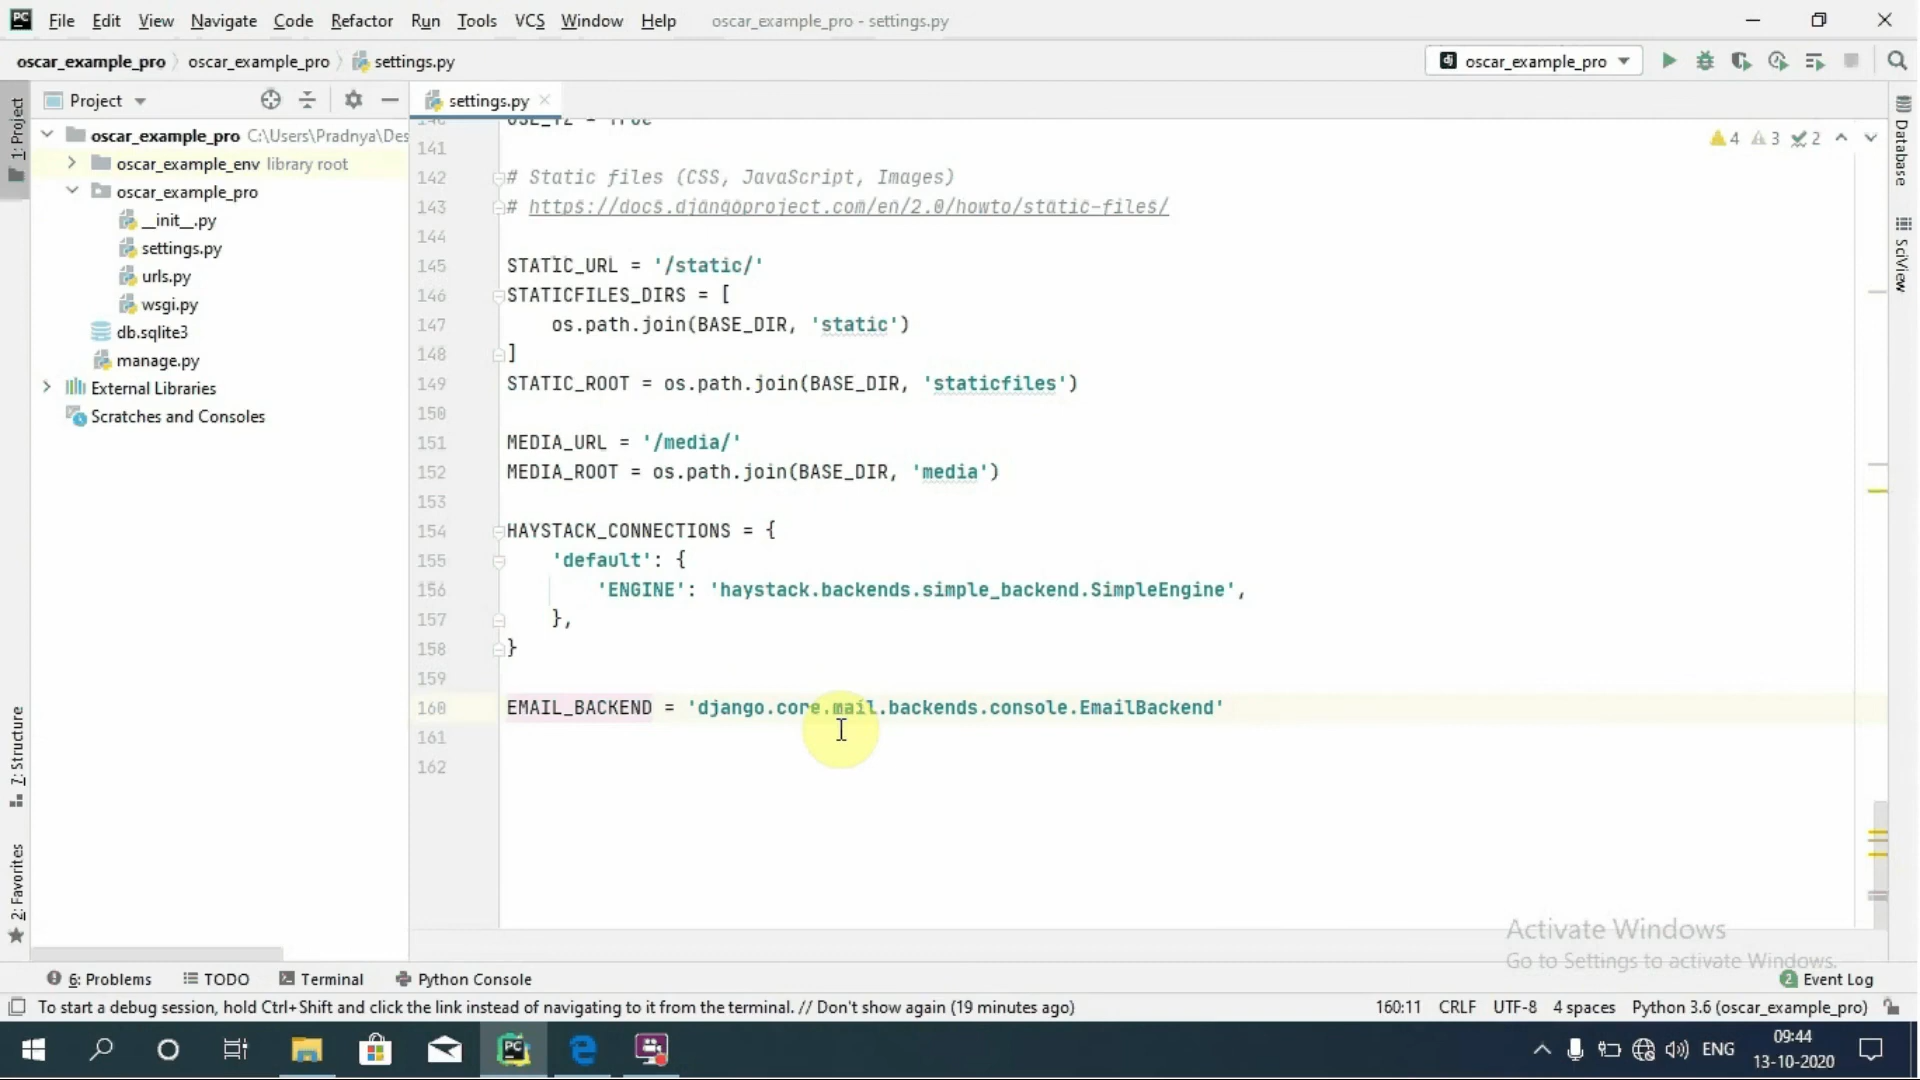 File Edit View Navigate Code Refactor Run Tools VCS Window Help oscar_example_pro - settings.py
oscar_example_pro oscar_example_pro settings.py
oscar_example_pro
Project
settings.py
1: Project
oscar_example_pro C:\Users\Pradnya\Des
oscar_example_env library root
oscar_example_pro
__init__.py
settings.py
urls.py
wsgi.py
db.sqlite3
manage.py
External Libraries
Scratches and Consoles
7: Structure
2: Favorites
4 3 2
Database
SciView
140 USE_TZ = True
141
142 # Static files (CSS, JavaScript, Images)
143 # https://docs.djangoproject.com/en/2.0/howto/static-files/
144
145 STATIC_URL = '/static/'
146 STATICFILES_DIRS = [
147 os.path.join(BASE_DIR, 'static')
148 ]
149 STATIC_ROOT = os.path.join(BASE_DIR, 'staticfiles')
150
151 MEDIA_URL = '/media/'
152 MEDIA_ROOT = os.path.join(BASE_DIR, 'media')
153
154 HAYSTACK_CONNECTIONS = {
155 'default': {
156 'ENGINE': 'haystack.backends.simple_backend.SimpleEngine',
157 },
158 }
159
160 EMAIL_BACKEND = 'django.core.mail.backends.console.EmailBackend'
161
162
Activate Windows
Go to Settings to activate Windows.
6: Problems TODO Terminal Python Console 2 Event Log
To start a debug session, hold Ctrl+Shift and click the link instead of navigating to it from the terminal. // Don't show again (19 minutes ago) 160:11 CRLF UTF-8 4 spaces Python 3.6 (oscar_example_pro)
ENG
09:44
13-10-2020